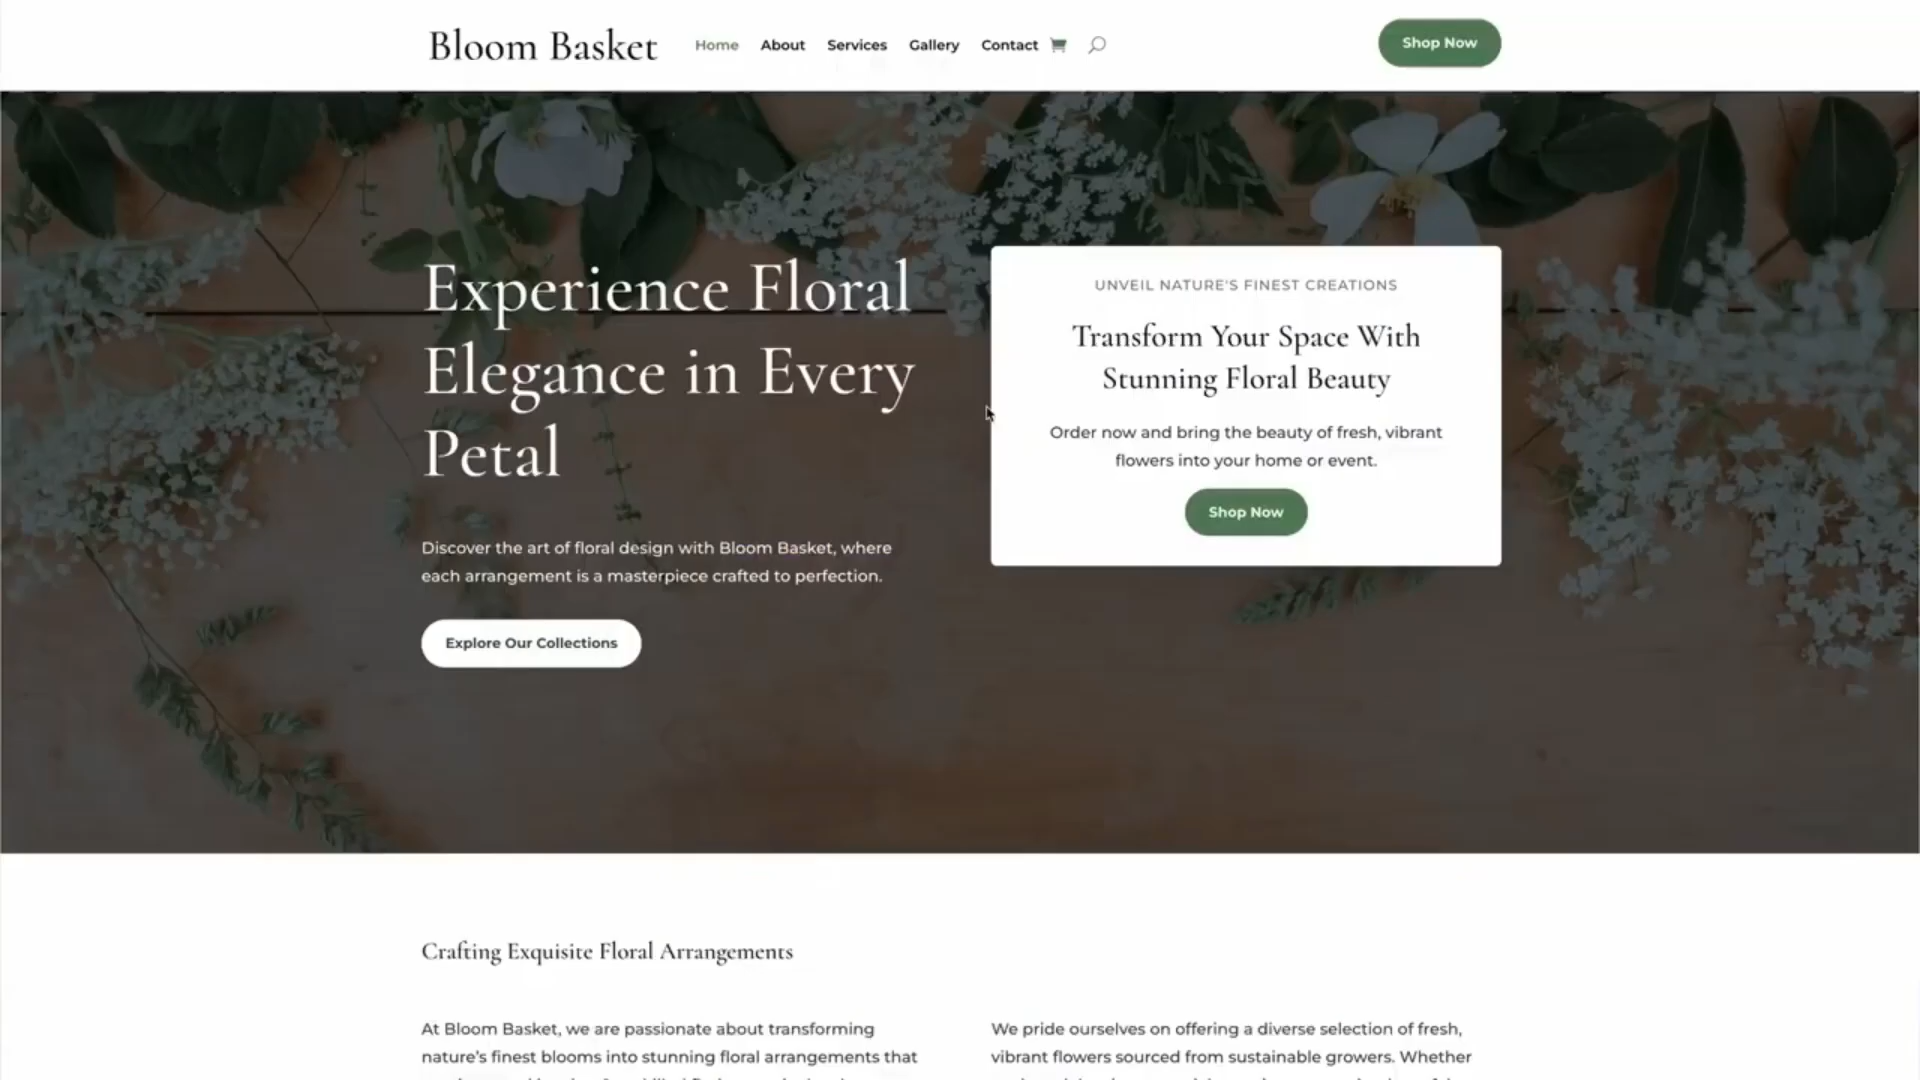 Bloom Basket
Home About Services Gallery Contact
Shop Now
Experience Floral
Elegance in Every
Petal
Discover the art of floral design with Bloom Basket, where
each arrangement is a masterpiece crafted to perfection.
Explore Our Collections
UNVEIL NATURE'S FINEST CREATIONS
Transform Your Space With
Stunning Floral Beauty
Order now and bring the beauty of fresh, vibrant
flowers into your home or event.
Shop Now
Crafting Exquisite Floral Arrangements
At Bloom Basket, we are passionate about transforming
nature's finest blooms into stunning floral arrangements that
We pride ourselves on offering a diverse selection of fresh,
vibrant flowers sourced from sustainable growers. Whether